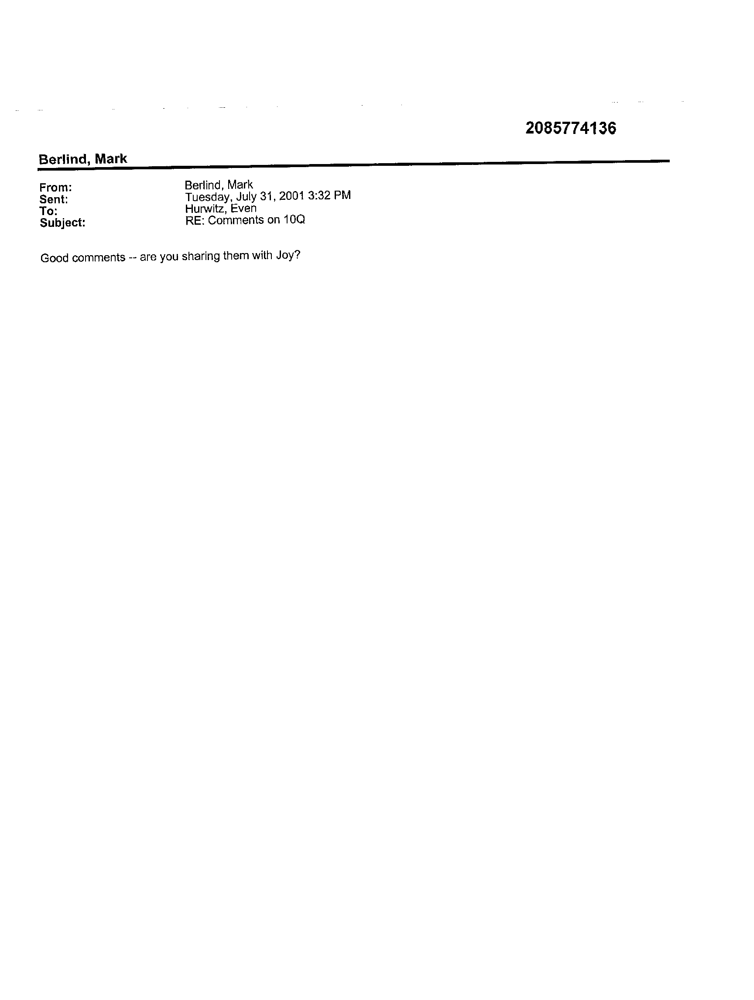 2085774136
Berlind, Mark
From: Berlind, Mark
Sent: Tuesday, July 31, 2001 3:32 PM
To: Hurwitz, Even
Subject: RE: Comments on 10Q
Good comments -- are you sharing them with Joy?